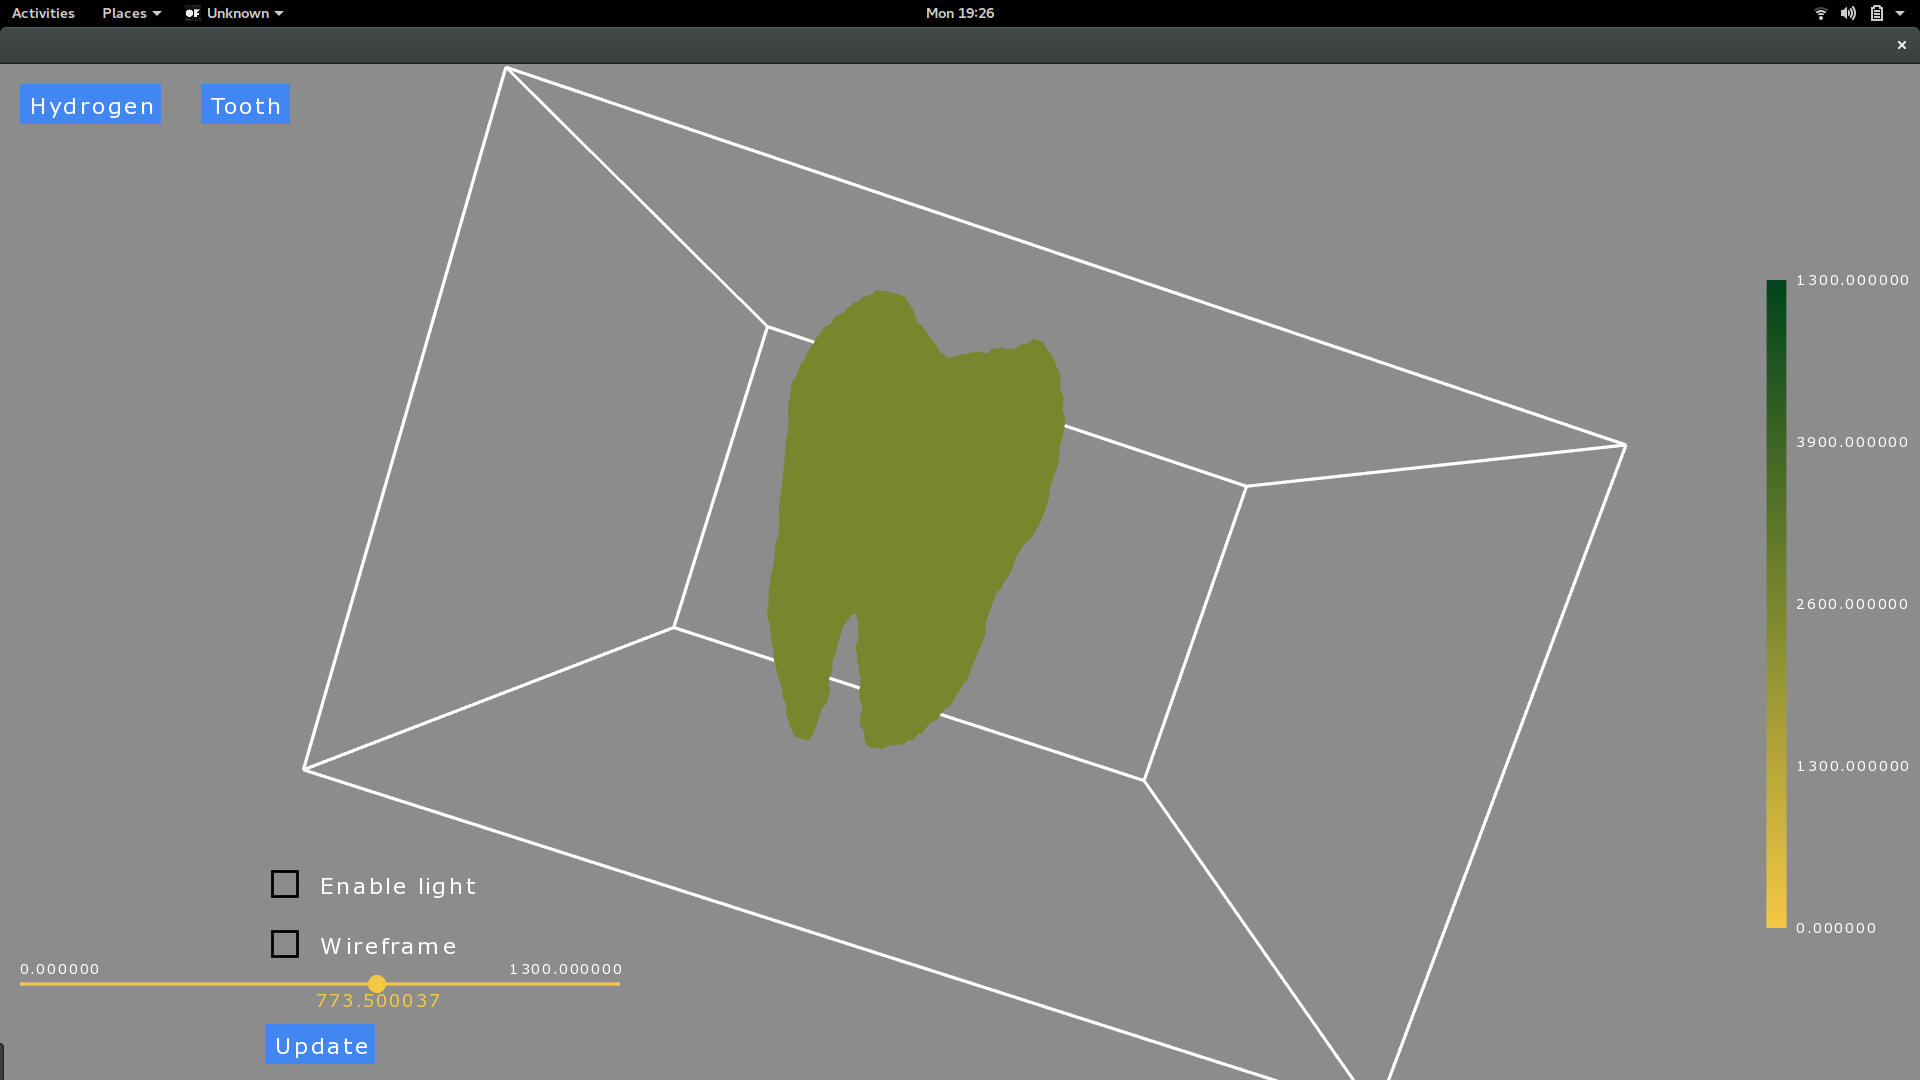 Activities Places Unknown Mon 19:26
Hydrogen Tooth
1300.000000
3900.000000
2600.000000
1300.000000
0.000000
Enable light
Wireframe
0.000000 1300.000000
773.500037
Update